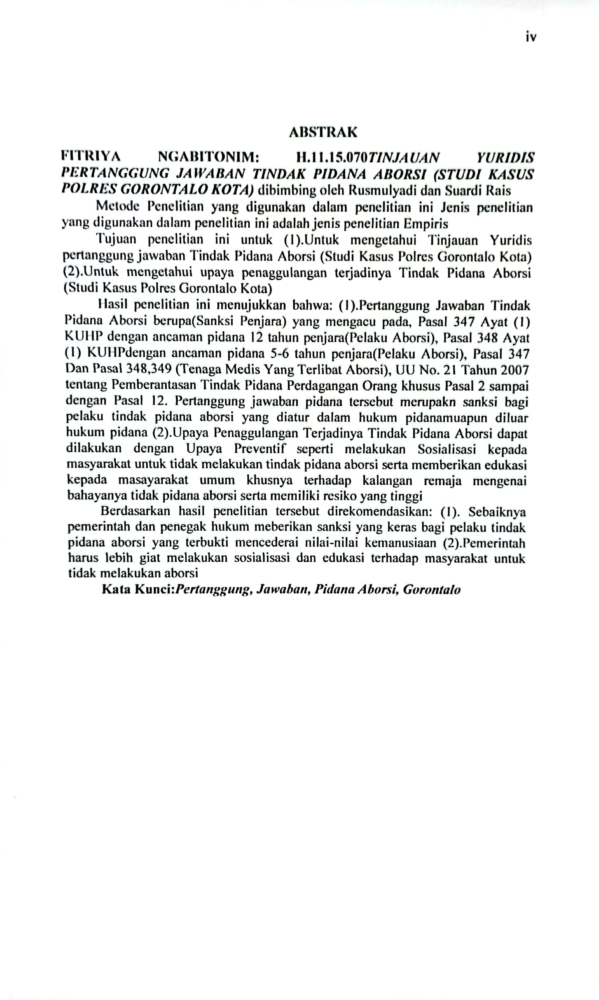 iv
ABSTRAK
FITRIYA NGABITONIM: H.11.15.070TINJAUAN YURIDIS
PERTANGGUNG JAWABAN TINDAK PIDANA ABORSI (STUDI KASUS
POLRES GORONTALO KOTA) dibimbing oleh Rusmulyadi dan Suardi Rais
Metode Penelitian yang digunakan dalam penelitian ini Jenis penelitian
yang digunakan dalam penelitian ini adalah jenis penelitian Empiris
Tujuan penelitian ini untuk (1).Untuk mengetahui Tinjauan Yuridis
pertanggung jawaban Tindak Pidana Aborsi (Studi Kasus Polres Gorontalo Kota)
(2).Untuk mengetahui upaya penaggulangan terjadinya Tindak Pidana Aborsi
(Studi Kasus Polres Gorontalo Kota)
Hasil penelitian ini menujukkan bahwa: (1).Pertanggung Jawaban Tindak
Pidana Aborsi berupa(Sanksi Penjara) yang mengacu pada, Pasal 347 Ayat (1)
KUHP dengan ancaman pidana 12 tahun penjara(Pelaku Aborsi), Pasal 348 Ayat
(1) KUHPdengan ancaman pidana 5-6 tahun penjara(Pelaku Aborsi), Pasal 347
Dan Pasal 348,349 (Tenaga Medis Yang Terlibat Aborsi), UU No. 21 Tahun 2007
tentang Pemberantasan Tindak Pidana Perdagangan Orang khusus Pasal 2 sampai
dengan Pasal 12. Pertanggung jawaban pidana tersebut merupakn sanksi bagi
pelaku tindak pidana aborsi yang diatur dalam hukum pidanamuapun diluar
hukum pidana (2).Upaya Penaggulangan Terjadinya Tindak Pidana Aborsi dapat
dilakukan dengan Upaya Preventif seperti melakukan Sosialisasi kepada
masyarakat untuk tidak melakukan tindak pidana aborsi serta memberikan edukasi
kepada masayarakat umum khusnya terhadap kalangan remaja mengenai
bahayanya tidak pidana aborsi serta memiliki resiko yang tinggi
Berdasarkan hasil penelitian tersebut direkomendasikan: (1). Sebaiknya
pemerintah dan penegak hukum meberikan sanksi yang keras bagi pelaku tindak
pidana aborsi yang terbukti mencederai nilai-nilai kemanusiaan (2).Pemerintah
harus lebih giat melakukan sosialisasi dan edukasi terhadap masyarakat untuk
tidak melakukan aborsi
Kata Kunci:Pertanggung, Jawaban, Pidana Aborsi, Gorontalo